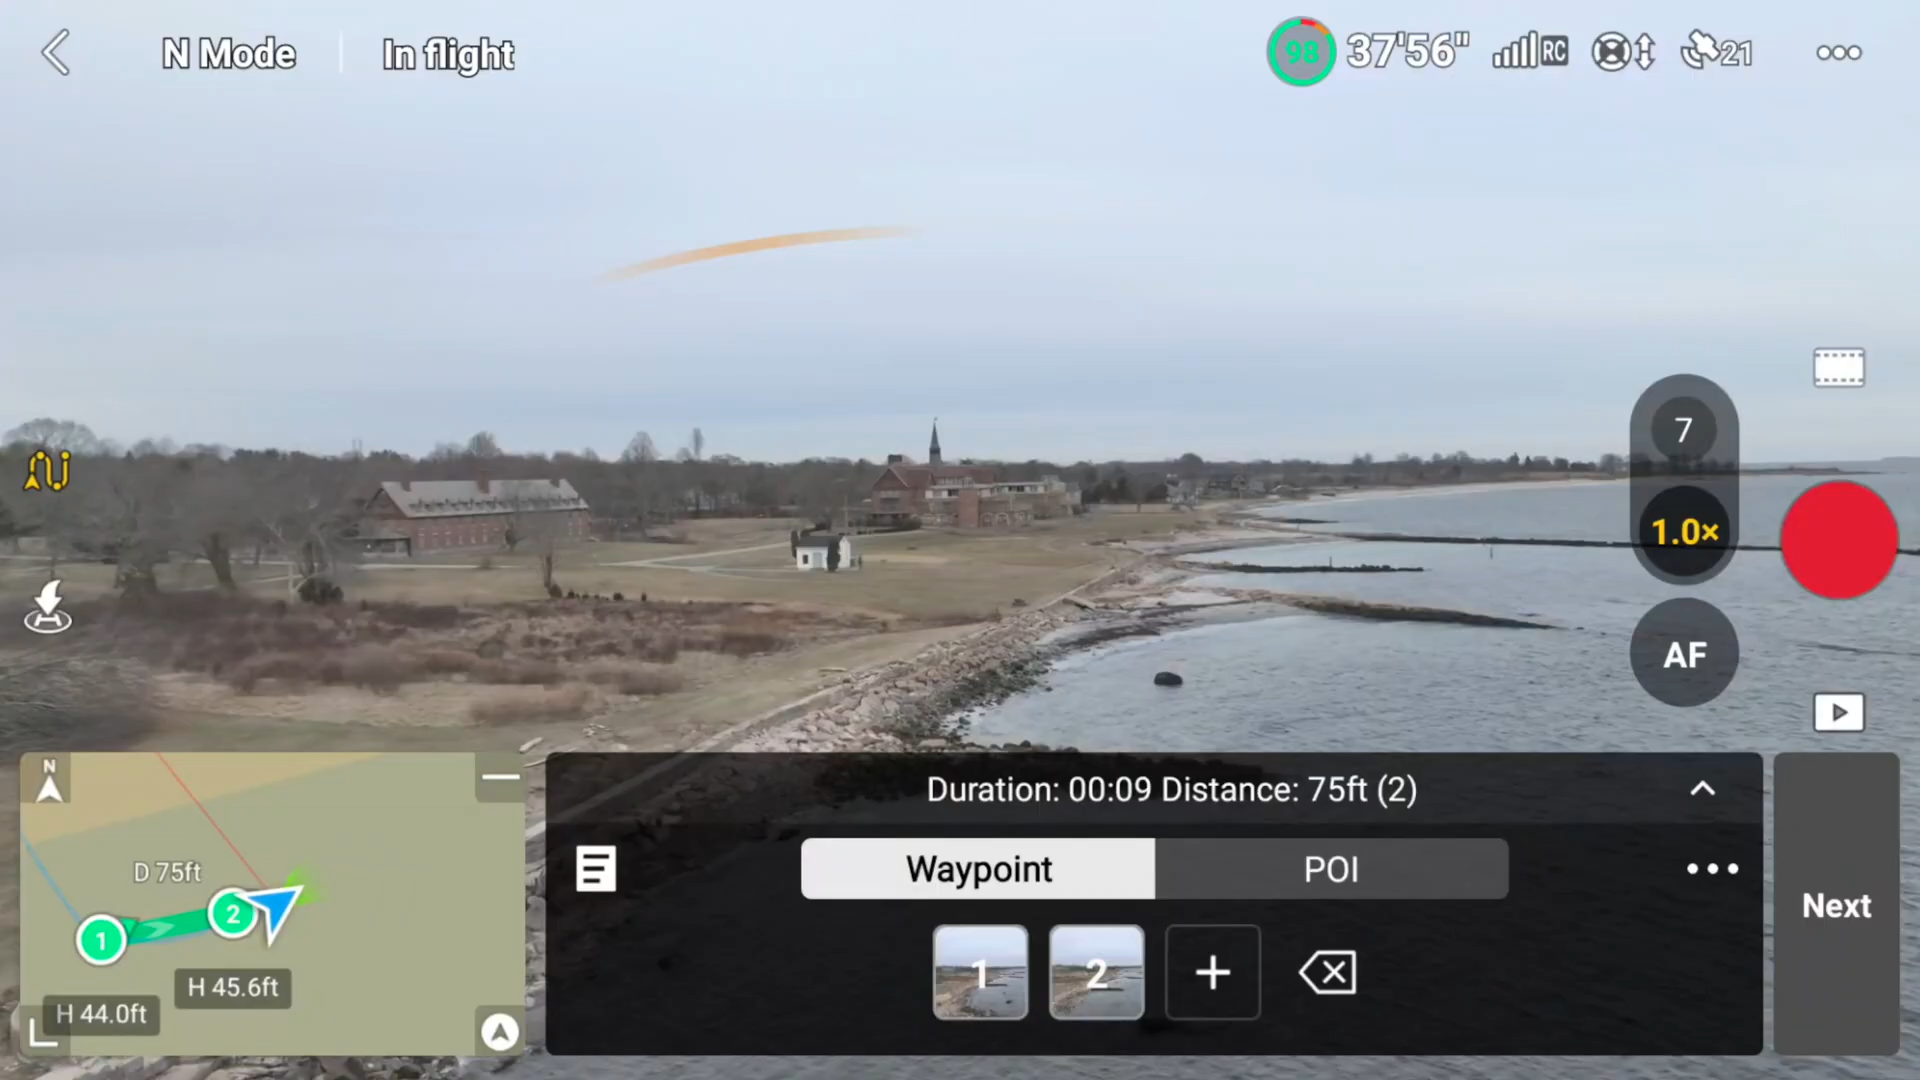 N Mode
In flight
98
37'56"
RC
21
7
1.0×
AF
N
D 75ft
1
2
H 45.6ft
H 44.0ft
Duration: 00:09 Distance: 75ft (2)
Waypoint
POI
1
2
Next